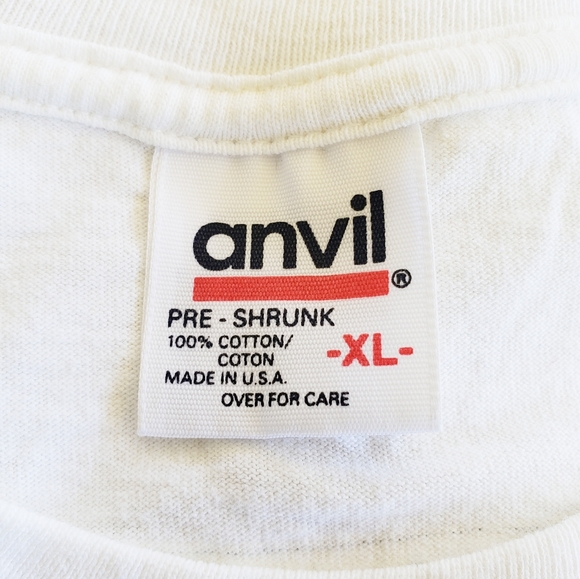 anvil®
PRE - SHRUNK
100% COTTON/
COTON
-XL-
MADE IN U.S.A.
OVER FOR CARE